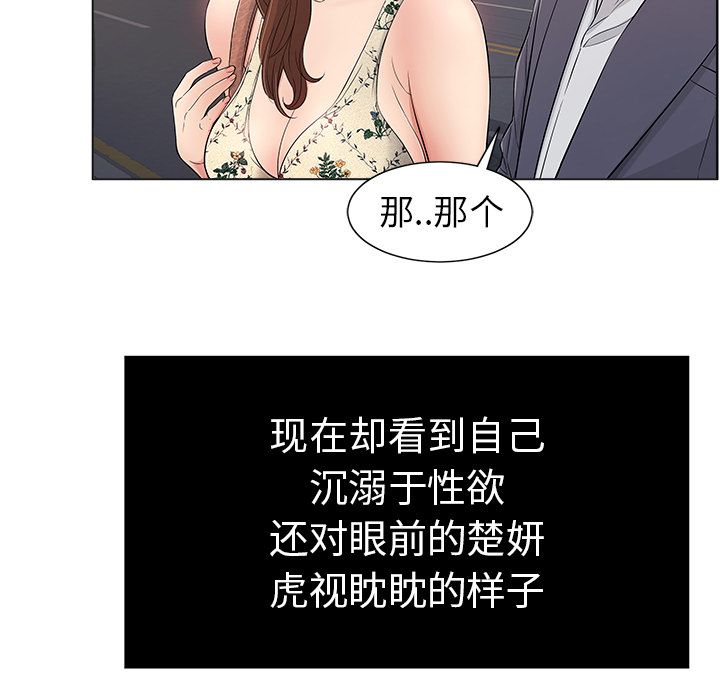 那..那个
现在却看到自己
沉溺于性欲
还对眼前的楚妍
虎视眈眈的样子